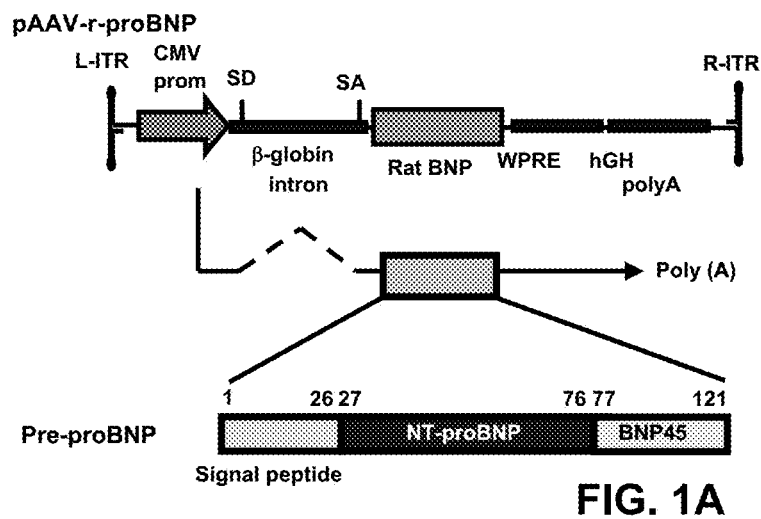 pAAV-r-proBNP
L-ITR
CMV
prom
SD
SA
R-ITR
β-globin
intron
Rat BNP
WPRE
hGH
polyA
Poly (A)
1
26 27
76 77
121
Pre-proBNP
NT-proBNP
BNP45
Signal peptide
FIG. 1A